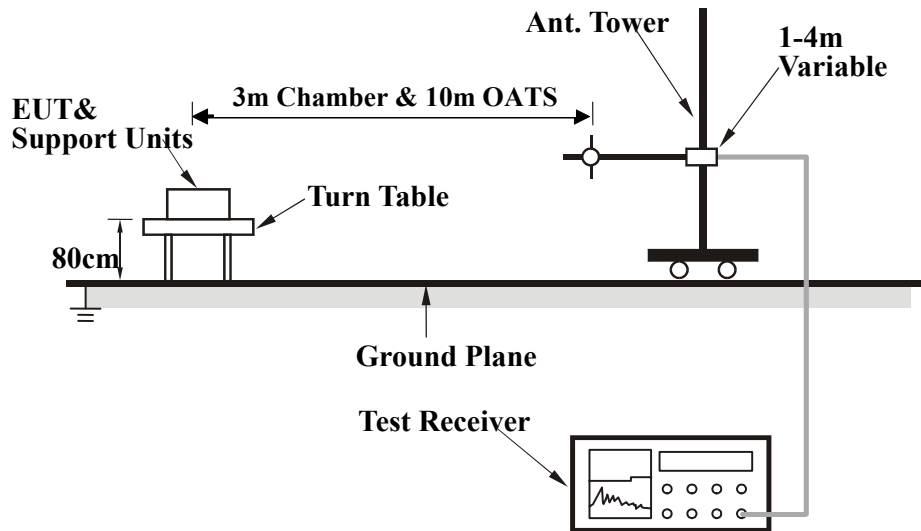 Ant. Tower
1-4m
Variable
3m Chamber & 10m OATS
EUT&
Support Units
Turn Table
80cm
Ground Plane
Test Receiver